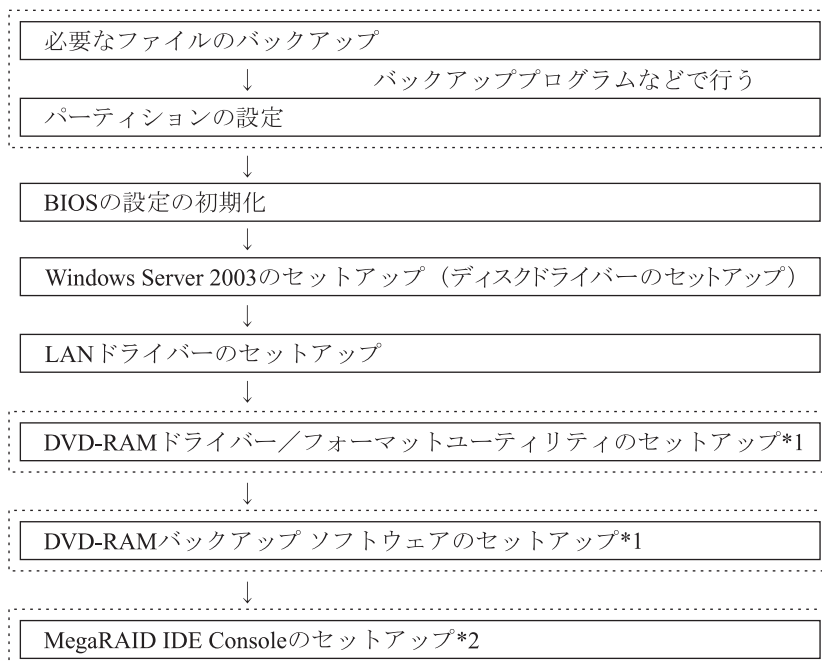 必要なファイルのバックアップ
↓ バックアッププログラムなどで行う
パーティションの設定
↓
BIOSの設定の初期化
↓
Windows Server 2003のセットアップ（ディスクドライバーのセットアップ）
↓
LANドライバーのセットアップ
↓
DVD-RAMドライバー／フォーマットユーティリティのセットアップ*1
↓
DVD-RAMバックアップ ソフトウェアのセットアップ*1
↓
MegaRAID IDE Consoleのセットアップ*2